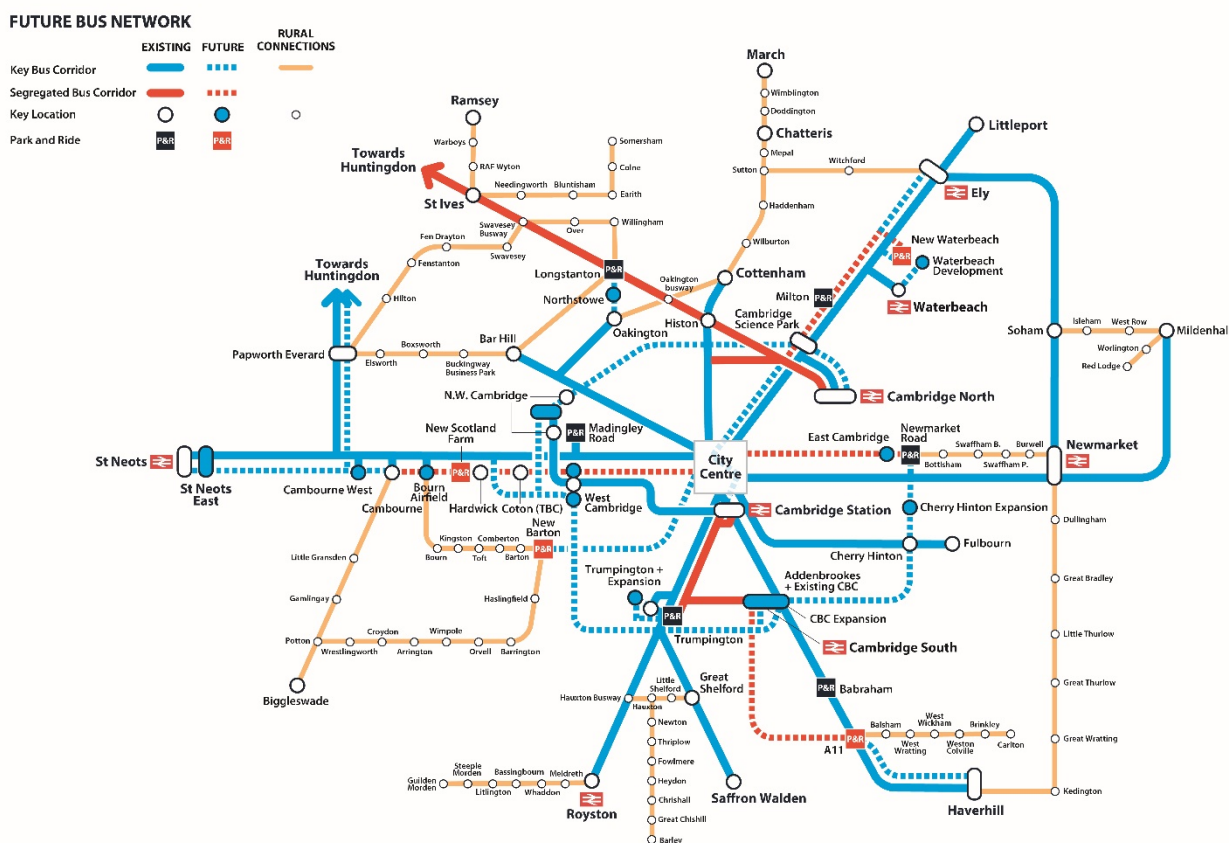 FUTURE BUS NETWORK
EXISTING
FUTURE
RURAL
CONNECTIONS
Key Bus Corridor
Segregated Bus Corridor
Key Location
Park and Ride
P&R
P&R
March
Wimblington
Doddington
Chatteris
Mepal
Sutton
Witchford
Haddenham
Wilburton
Cottenham
Littleport
Ely
Ramsey
Warboys
RAF Wyton
Towards
Huntingdon
St Ives
Needingworth
Bluntisham
Somersham
Colne
Earith
Swavesey
Busway
Over
Willingham
Swavesey
Fen Drayton
Fenstanton
Hilton
Towards
Huntingdon
Longstanton
P&R
Northstowe
Oakington
busway
Oakington
Histon
Cambridge
Science Park
Milton
P&R
New Waterbeach
P&R
Waterbeach
Development
Waterbeach
Cambridge North
Papworth Everard
Elsworth
Boxsworth
Buckingway
Business Park
Bar Hill
N.W. Cambridge
Madingley
Road
P&R
Soham
Isleham
West Row
Mildenhal
Worlington
Red Lodge
St Neots
St Neots
East
Cambourne West
Cambourne
Bourn
Airfield
New Scotland
Farm
P&R
Hardwick
Coton (TBC)
West
Cambridge
City
Centre
East Cambridge
Newmarket
Road
P&R
Bottisham
Swaffham B.
Swaffham P.
Burwell
Newmarket
Cambridge Station
Cherry Hinton Expansion
Cherry Hinton
Fulbourn
New
Barton
P&R
Bourn
Kingston
Toft
Comberton
Barton
Haslingfield
Little Gransden
Gamlingay
Potton
Wrestlingworth
Croydon
Arrington
Wimpole
Orvell
Barrington
Biggleswade
Trumpington +
Expansion
P&R
Trumpington
Addenbrookes
+ Existing CBC
CBC Expansion
Cambridge South
P&R
Babraham
P&R
A11
Balsham
West
Wratting
West
Wickham
Weston
Colville
Brinkley
Carlton
Haverhill
Dullingham
Great Bradley
Little Thurlow
Great Thurlow
Great Wratting
Kedington
Hauxton Busway
Hauxton
Little
Shelford
Great
Shelford
Newton
Thriplow
Fowlmere
Heydon
Chrishall
Great Chishill
Barley
Saffron Walden
Royston
Guilden
Morden
Steeple
Morden
Litlington
Bassingbourn
Whaddon
Meldreth